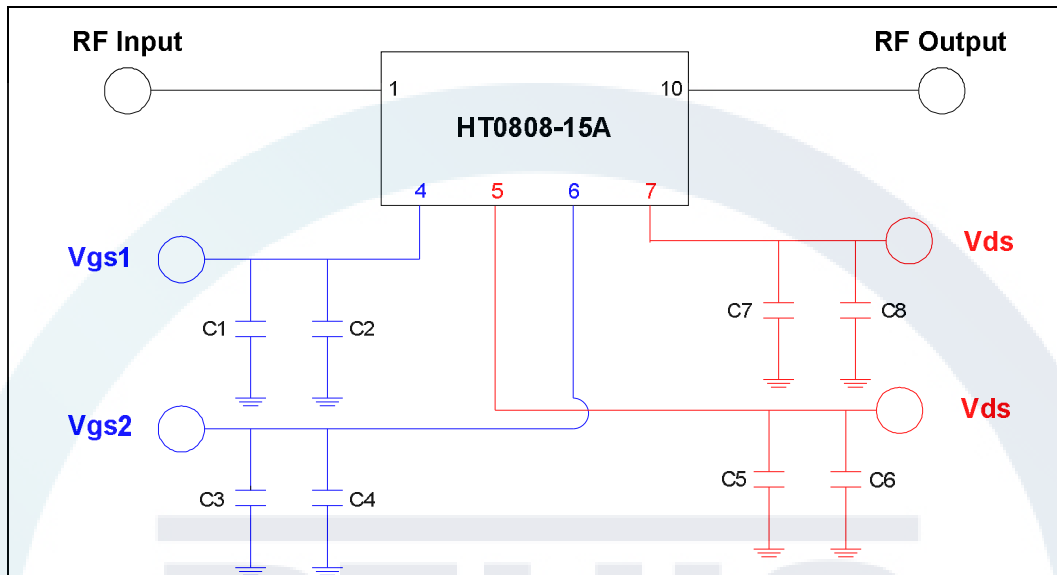 RF Input
RF Output
1
10
HT0808-15A
4
5
6
7
Vgs1
Vds
C1
C2
C7
C8
Vgs2
Vds
C3
C4
C5
C6